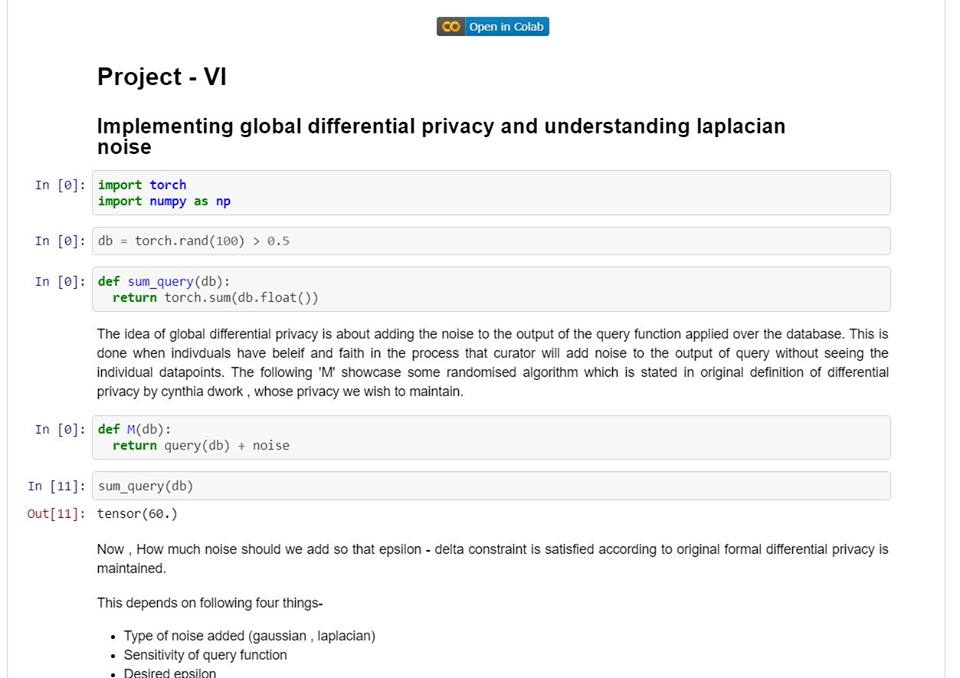 Open in Colab
Project - VI
Implementing global differential privacy and understanding laplacian
noise
In [0]: import torch
import numpy as np
In [0]: db = torch.rand(100) > 0.5
In [0]: def sum_query(db):
return torch.sum(db.float())
The idea of global differential privacy is about adding the noise to the output of the query function applied over the database. This is
done when indivduals have beleif and faith in the process that curator will add noise to the output of query without seeing the
individual datapoints. The following 'M' showcase some randomised algorithm which is stated in original definition of differential
privacy by cynthia dwork , whose privacy we wish to maintain.
In [0]: def M(db):
return query(db) + noise
In [11]: sum_query(db)
Out[11]: tensor(60.)
Now , How much noise should we add so that epsilon - delta constraint is satisfied according to original formal differential privacy is
maintained.
This depends on following four things-
• Type of noise added (gaussian , laplacian)
• Sensitivity of query function
• Desired epsilon